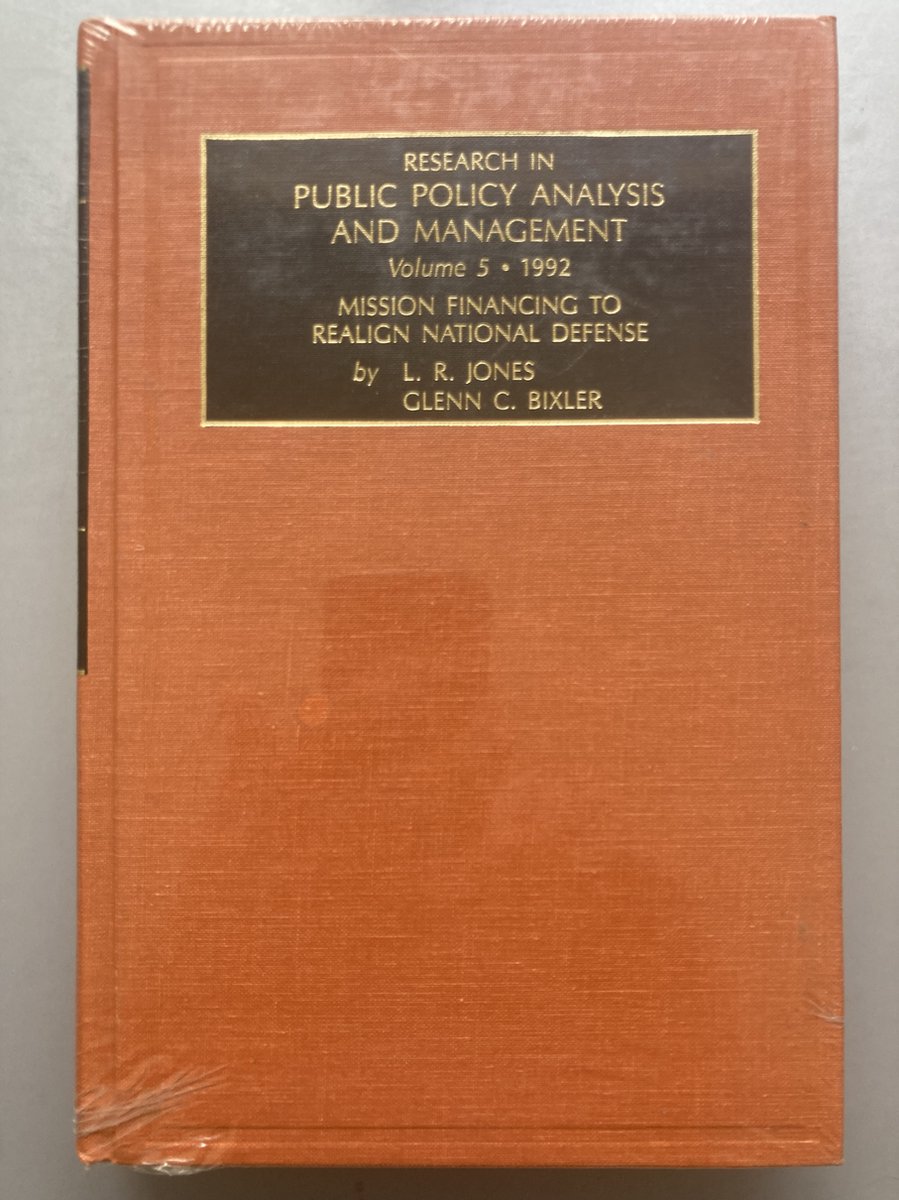 RESEARCH IN
PUBLIC POLICY ANALYSIS
AND MANAGEMENT
Volume 5 • 1992
MISSION FINANCING TO
REALIGN NATIONAL DEFENSE
by L. R. JONES
GLENN C. BIXLER